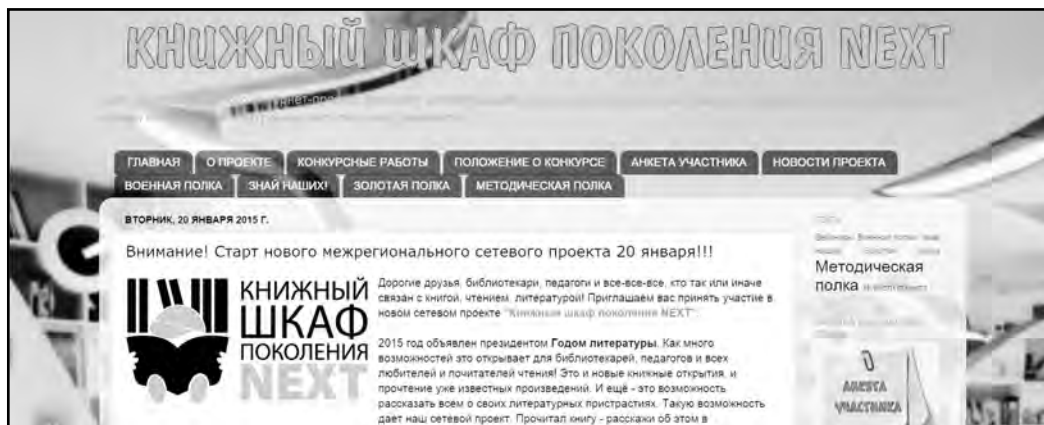 КНИЖНЫЙ ШКАФ ПОКОЛЕНИЯ NEXT
ГЛАВНАЯ О ПРОЕКТЕ КОНКУРСНЫЕ РАБОТЫ ПОЛОЖЕНИЕ О КОНКУРСЕ АНКЕТА УЧАСТНИКА НОВОСТИ ПРОЕКТА
ВОЕННАЯ ПОЛКА ЗНАЙ НАШИХ! ЗОЛОТАЯ ПОЛКА МЕТОДИЧЕСКАЯ ПОЛКА
ВТОРНИК, 20 ЯНВАРЯ 2015 Г.
Внимание! Старт нового межрегионального сетевого проекта 20 января!!!
КНИЖНЫЙ
ШКАФ
ПОКОЛЕНИЯ
NEXT
Дорогие друзья, библиотекари, педагоги и все-все-все, кто так или иначе
связан с книгой, чтением, литературой! Приглашаем вас принять участие в
новом сетевом проекте "Книжный шкаф поколения NEXT".
2015 год объявлен президентом Годом литературы. Как много
возможностей это открывает для библиотекарей, педагогов и всех
любителей и почитателей чтения! Это и новые книжные открытия, и
прочтение уже известных произведений. И ещё - это возможность
рассказать всем о своих литературных пристрастиях. Такую возможность
дает наш сетевой проект. Прочитал книгу - расскажи об этом в
Методическая
полка
АНКЕТА
УЧАСТНИКА